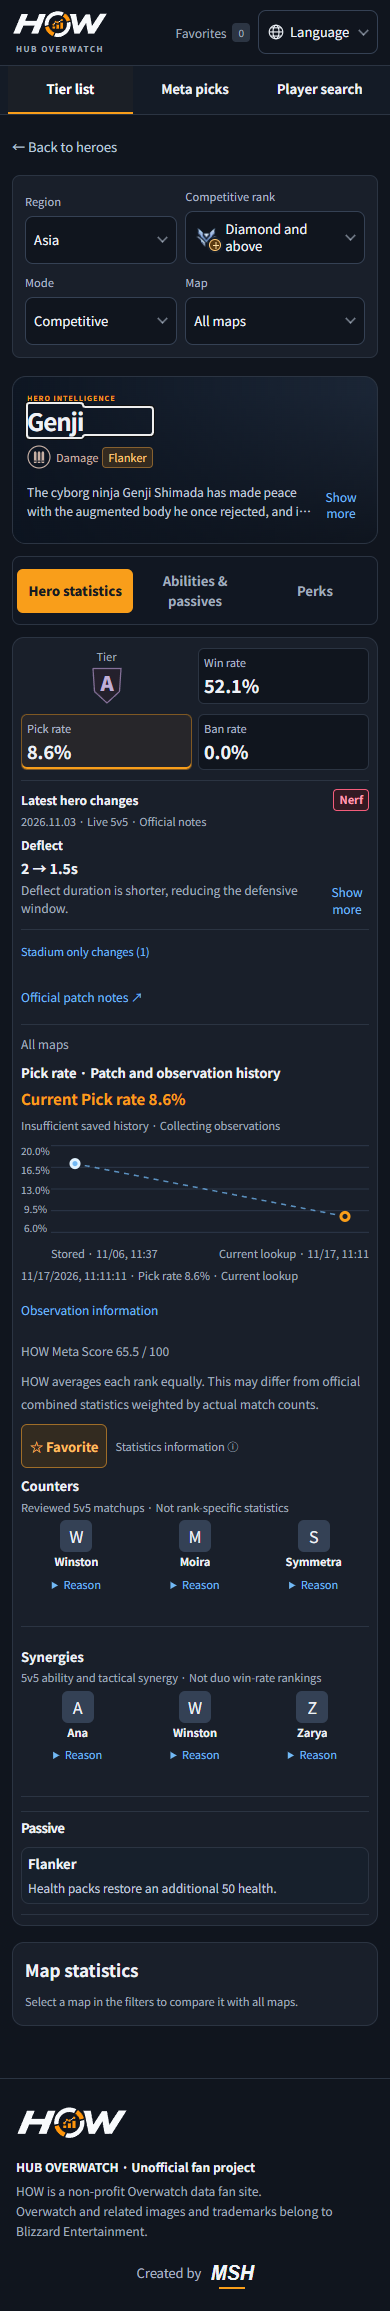 HOW
HUB OVERWATCH
Favorites 0
Language
Tier list Meta picks Player search
← Back to heroes
Region
Competitive rank
Asia
Diamond and
above
Mode
Map
Competitive
All maps
HERO INTELLIGENCE
Genji
Damage Flanker
The cyborg ninja Genji Shimada has made peace
with the augmented body he once rejected, and i…
Show
more
Hero statistics
Abilities &
passives
Perks
Tier
A
Win rate
52.1%
Pick rate
8.6%
Ban rate
0.0%
Latest hero changes
Nerf
2026.11.03 · Live 5v5 · Official notes
Deflect
2 → 1.5s
Deflect duration is shorter, reducing the defensive
window.
Show
more
Stadium only changes (1)
Official patch notes ↗
All maps
Pick rate · Patch and observation history
Current Pick rate 8.6%
Insufficient saved history · Collecting observations
20.0%
16.5%
13.0%
9.5%
6.0%
Stored · 11/06, 11:37
Current lookup · 11/17, 11:11
11/17/2026, 11:11:11 · Pick rate 8.6% · Current lookup
Observation information
HOW Meta Score 65.5 / 100
HOW averages each rank equally. This may differ from official
combined statistics weighted by actual match counts.
☆ Favorite
Statistics information ⓘ
Counters
Reviewed 5v5 matchups · Not rank-specific statistics
W M S
Winston Moira Symmetra
▶ Reason ▶ Reason ▶ Reason
Synergies
5v5 ability and tactical synergy · Not duo win-rate rankings
A W Z
Ana Winston Zarya
▶ Reason ▶ Reason ▶ Reason
Passive
Flanker
Health packs restore an additional 50 health.
Map statistics
Select a map in the filters to compare it with all maps.
HOW
HUB OVERWATCH · Unofficial fan project
HOW is a non-profit Overwatch data fan site.
Overwatch and related images and trademarks belong to
Blizzard Entertainment.
Created by MSH